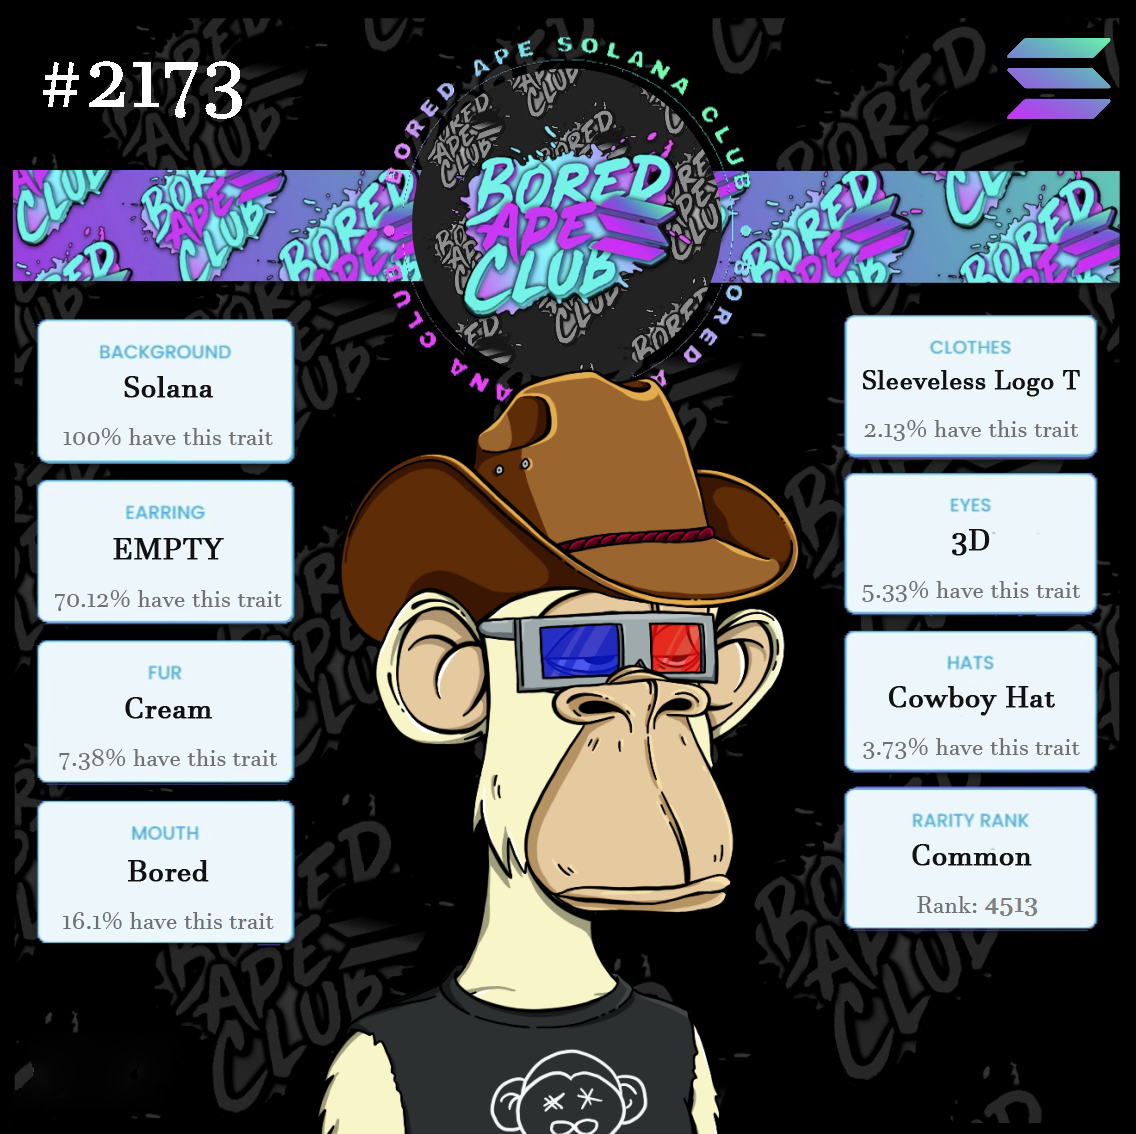 #2173
BORED APE SOLANA CLUB
BORED
APE
CLUB
BACKGROUND
Solana
100% have this trait
EARRING
EMPTY
70.12% have this trait
FUR
Cream
7.38% have this trait
MOUTH
Bored
16.1% have this trait
CLOTHES
Sleeveless Logo T
2.13% have this trait
EYES
3D
5.33% have this trait
HATS
Cowboy Hat
3.73% have this trait
RARITY RANK
Common
Rank: 4513